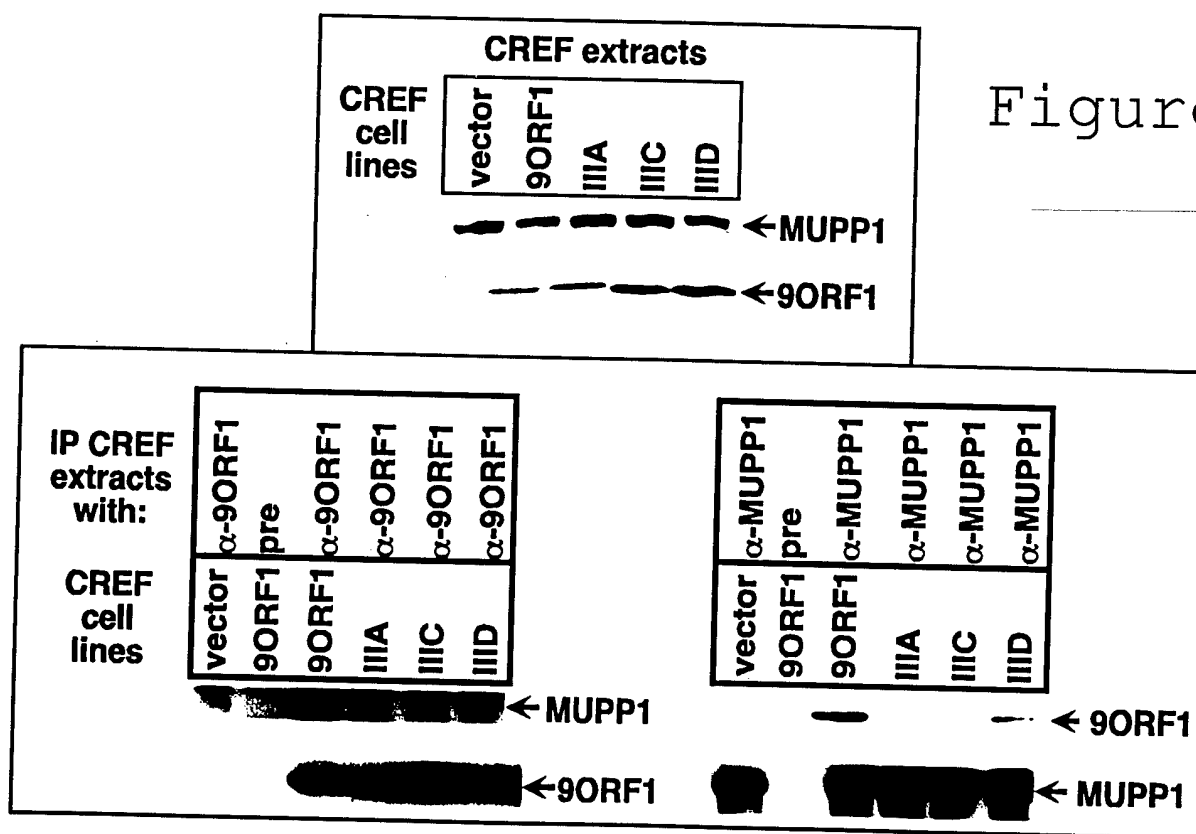 CREF extracts
CREF
cell
lines
vector
9ORF1
IIIA
IIIC
IIID
Figure
←MUPP1
←9ORF1
IP CREF
extracts
with:
α-9ORF1
pre
α-9ORF1
α-9ORF1
α-9ORF1
α-9ORF1
CREF
cell
lines
vector
9ORF1
9ORF1
IIIA
IIIC
IIID
←MUPP1
←9ORF1
α-MUPP1
pre
α-MUPP1
α-MUPP1
α-MUPP1
α-MUPP1
vector
9ORF1
9ORF1
IIIA
IIIC
IIID
←9ORF1
←MUPP1